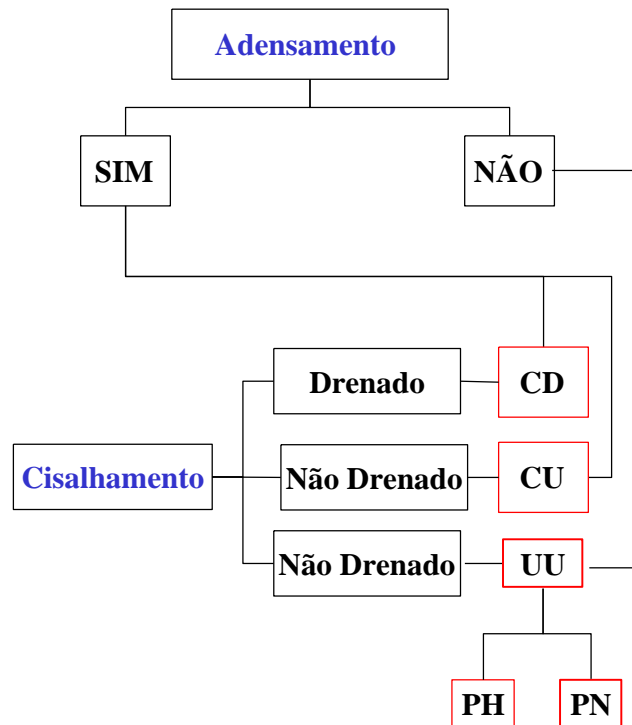 Adensamento
SIM
NÃO
Drenado
CD
Cisalhamento
Não Drenado
CU
Não Drenado
UU
PH
PN